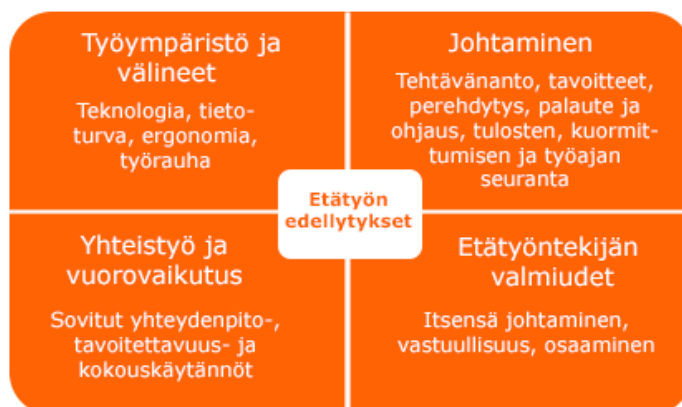 Työympäristö ja
välineet
Teknologia, tieto-
turva, ergonomia,
työrauha
Johtaminen
Tehtävänanto, tavoitteet,
perehdytys, palaute ja
ohjaus, tulosten, kuormit-
tumisen ja työajan
seuranta
Etätyön
edellytykset
Yhteistyö ja
vuorovaikutus
Sovitut yhteydenpito-,
tavoitettavuus- ja
kokouskäytännöt
Etätyöntekijän
valmiudet
Itsensä johtaminen,
vastuullisuus, osaaminen